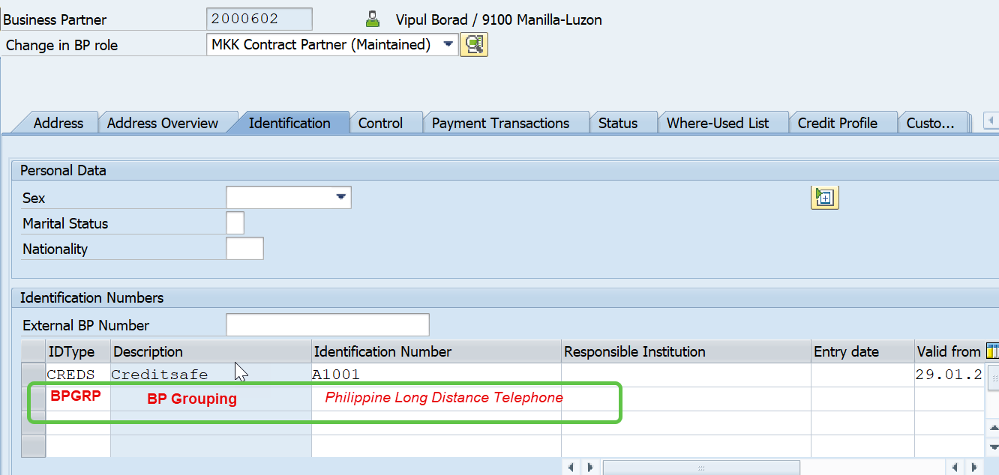 Business Partner 2000602 Vipul Borad / 9100 Manilla-Luzon
Change in BP role MKK Contract Partner (Maintained)
Address Address Overview Identification Control Payment Transactions Status Where-Used List Credit Profile Custo...
Personal Data
Sex
Marital Status
Nationality
Identification Numbers
External BP Number
IDType Description Identification Number Responsible Institution Entry date Valid from
CREDS Creditsafe A1001 29.01.2
BPGRP BP Grouping Philippine Long Distance Telephone